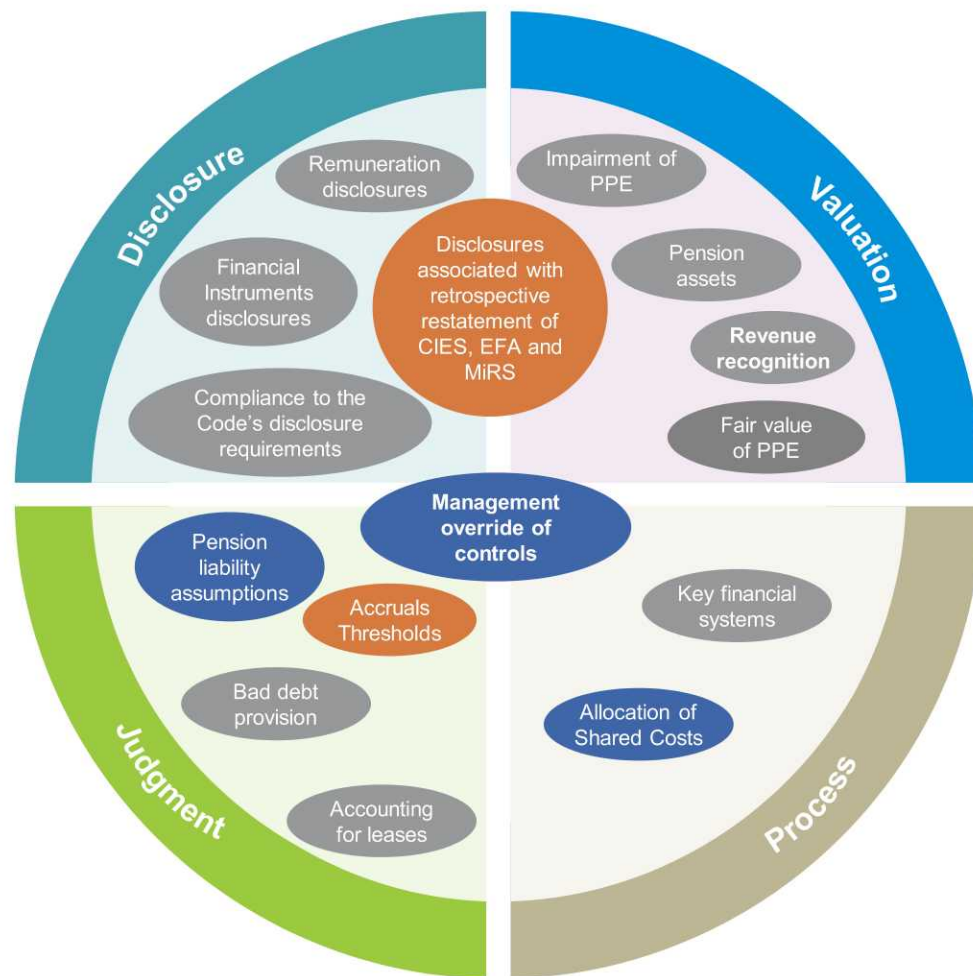 Disclosure
Remuneration
disclosures
Financial
Instruments
disclosures
Compliance to the
Code's disclosure
requirements
Disclosures
associated with
retrospective
restatement of
CIES, EFA and
MiRS
Valuation
Impairment of
PPE
Pension
assets
Revenue
recognition
Fair value
of PPE
Management
override of
controls
Judgment
Pension
liability
assumptions
Accruals
Thresholds
Bad debt
provision
Accounting
for leases
Process
Key financial
systems
Allocation of
Shared Costs